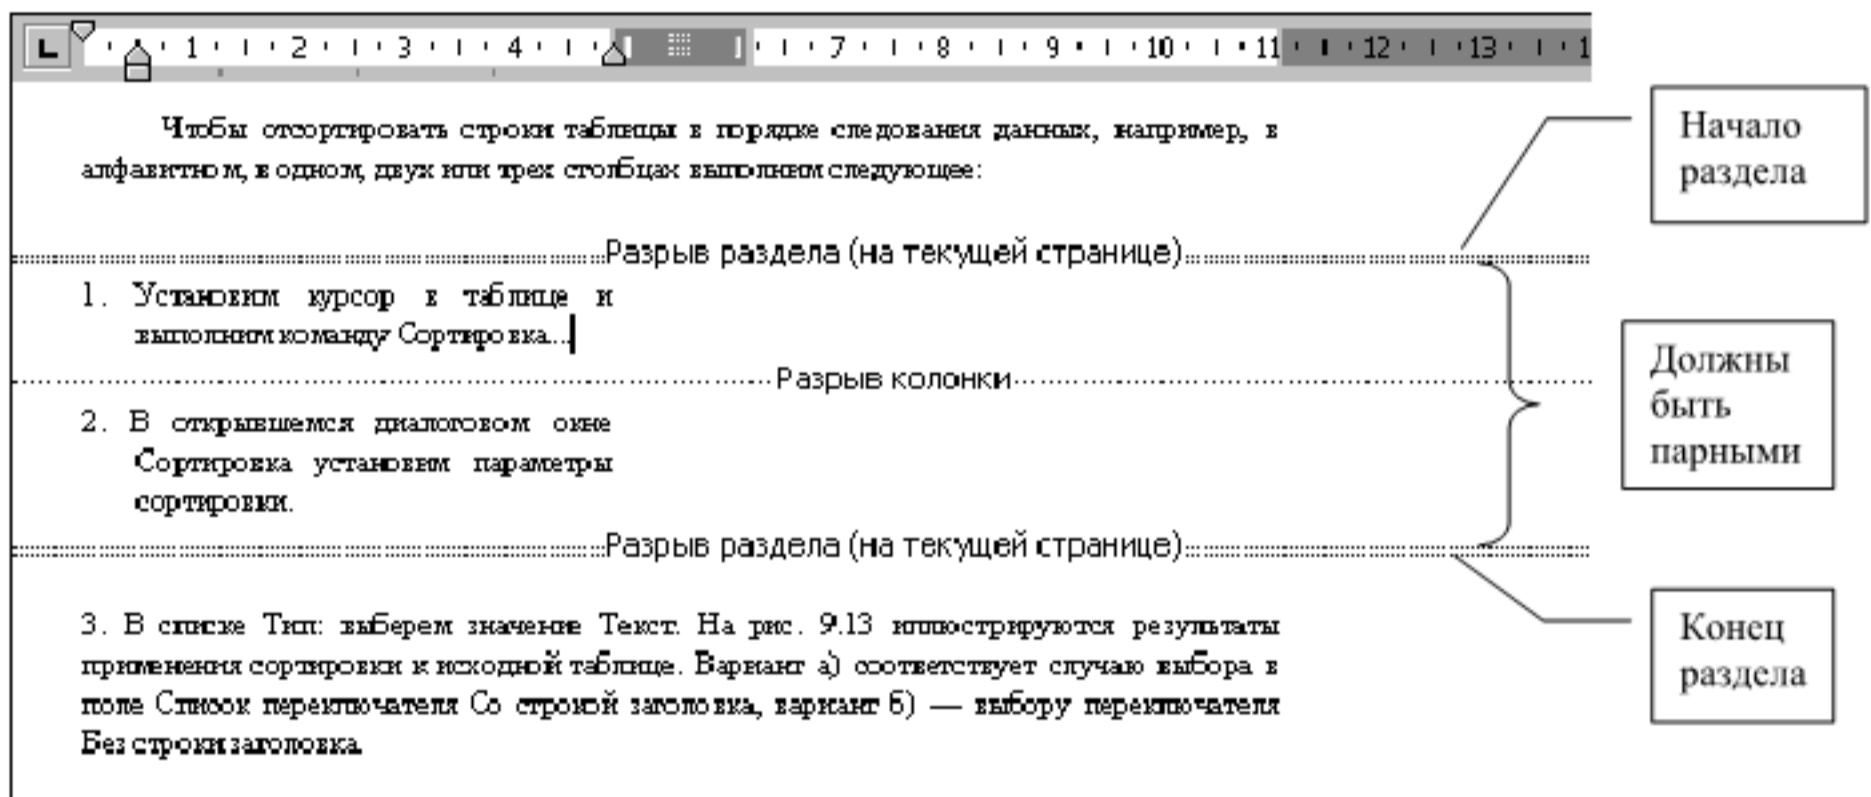 L 1 2 3 4 7 8 9 10 11 12 13 1
Чтобы отсортировать строки таблицы в порядке следования данных, например, в
алфавитном, в одном, двух или трех столбцах выполним следующее:
Начало
раздела
Разрыв раздела (на текущей странице)
1. Установим курсор в таблице и
выполним команду Сортировка...
Разрыв колонки
Должны
быть
парными
2. В открывшемся диалоговом окне
Сортировка установим параметры
сортировки.
Разрыв раздела (на текущей странице)
Конец
раздела
3. В списке Тип: выберем значение Текст. На рис. 9.13 иллюстрируются результаты
применения сортировки к исходной таблице. Вариант а) соответствует случаю выбора в
поле Список переключателя Со строкой заголовка, вариант б) — выбору переключателя
Без строки заголовка.